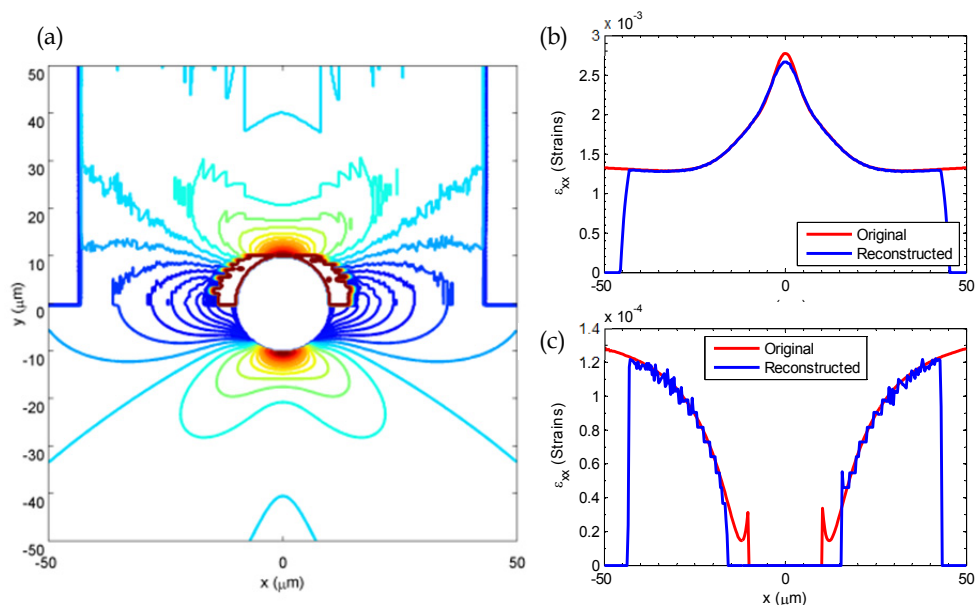 (a)
50
40
30
20
10
0
-10
-20
-30
-40
-50
y (μm)
-50
0
50
x (μm)
(b)
x 10⁻³
3
2.5
2
1.5
1
0.5
0
εxx (Strains)
Original
Reconstructed
-50
0
50
(c)
x 10⁻⁴
1.4
1.2
1
0.8
0.6
0.4
0.2
0
εxx (Strains)
Original
Reconstructed
-50
0
50
x (μm)